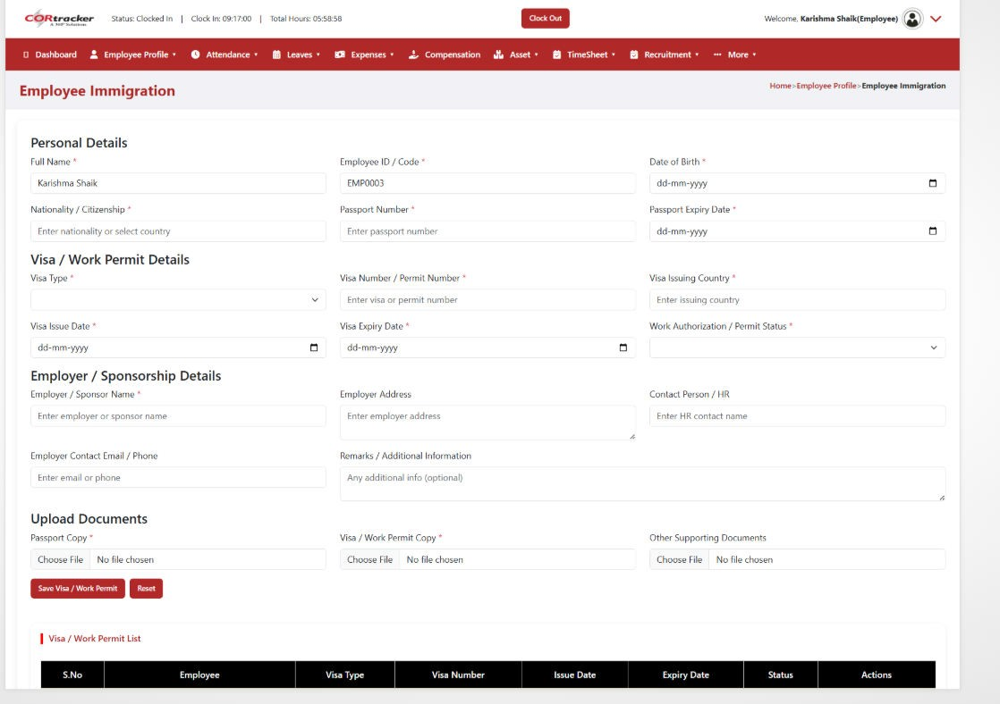 CORtracker
A 360° Solutions
Status: Clocked In | Clock In: 09:17:00 | Total Hours: 05:58:58
Clock Out
Welcome, Karishma Shaik(Employee)
Dashboard Employee Profile Attendance Leaves Expenses Compensation Asset TimeSheet Recruitment More
Employee Immigration
Home>Employee Profile>Employee Immigration
Personal Details
Full Name * Employee ID / Code * Date of Birth *
Karishma Shaik EMP0003 dd-mm-yyyy
Nationality / Citizenship * Passport Number * Passport Expiry Date *
Enter nationality or select country Enter passport number dd-mm-yyyy
Visa / Work Permit Details
Visa Type * Visa Number / Permit Number * Visa Issuing Country *
Enter visa or permit number Enter issuing country
Visa Issue Date * Visa Expiry Date * Work Authorization / Permit Status *
dd-mm-yyyy dd-mm-yyyy
Employer / Sponsorship Details
Employer / Sponsor Name * Employer Address Contact Person / HR
Enter employer or sponsor name Enter employer address Enter HR contact name
Employer Contact Email / Phone Remarks / Additional Information
Enter email or phone Any additional info (optional)
Upload Documents
Passport Copy * Visa / Work Permit Copy * Other Supporting Documents
Choose File No file chosen Choose File No file chosen Choose File No file chosen
Save Visa / Work Permit Reset
Visa / Work Permit List
S.No Employee Visa Type Visa Number Issue Date Expiry Date Status Actions